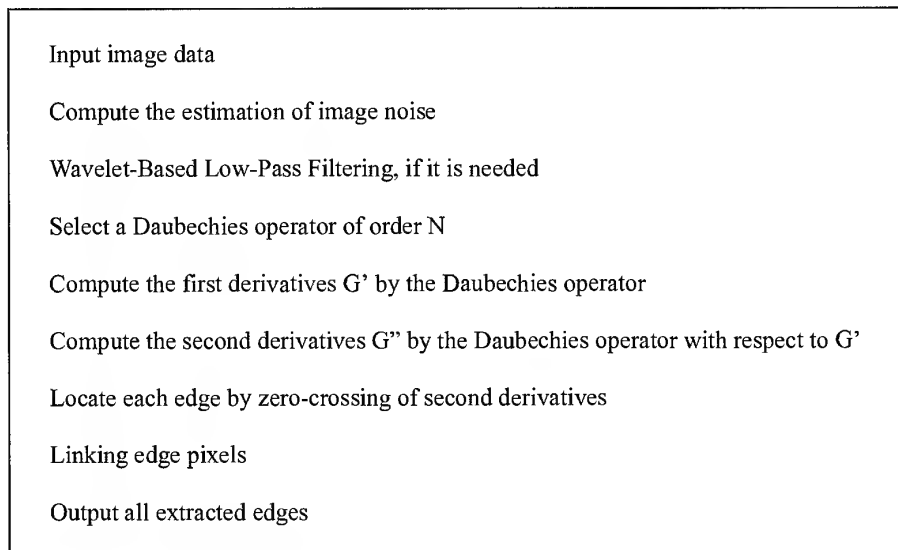 Input image data
Compute the estimation of image noise
Wavelet-Based Low-Pass Filtering, if it is needed
Select a Daubechies operator of order N
Compute the first derivatives G’ by the Daubechies operator
Compute the second derivatives G” by the Daubechies operator with respect to G’
Locate each edge by zero-crossing of second derivatives
Linking edge pixels
Output all extracted edges